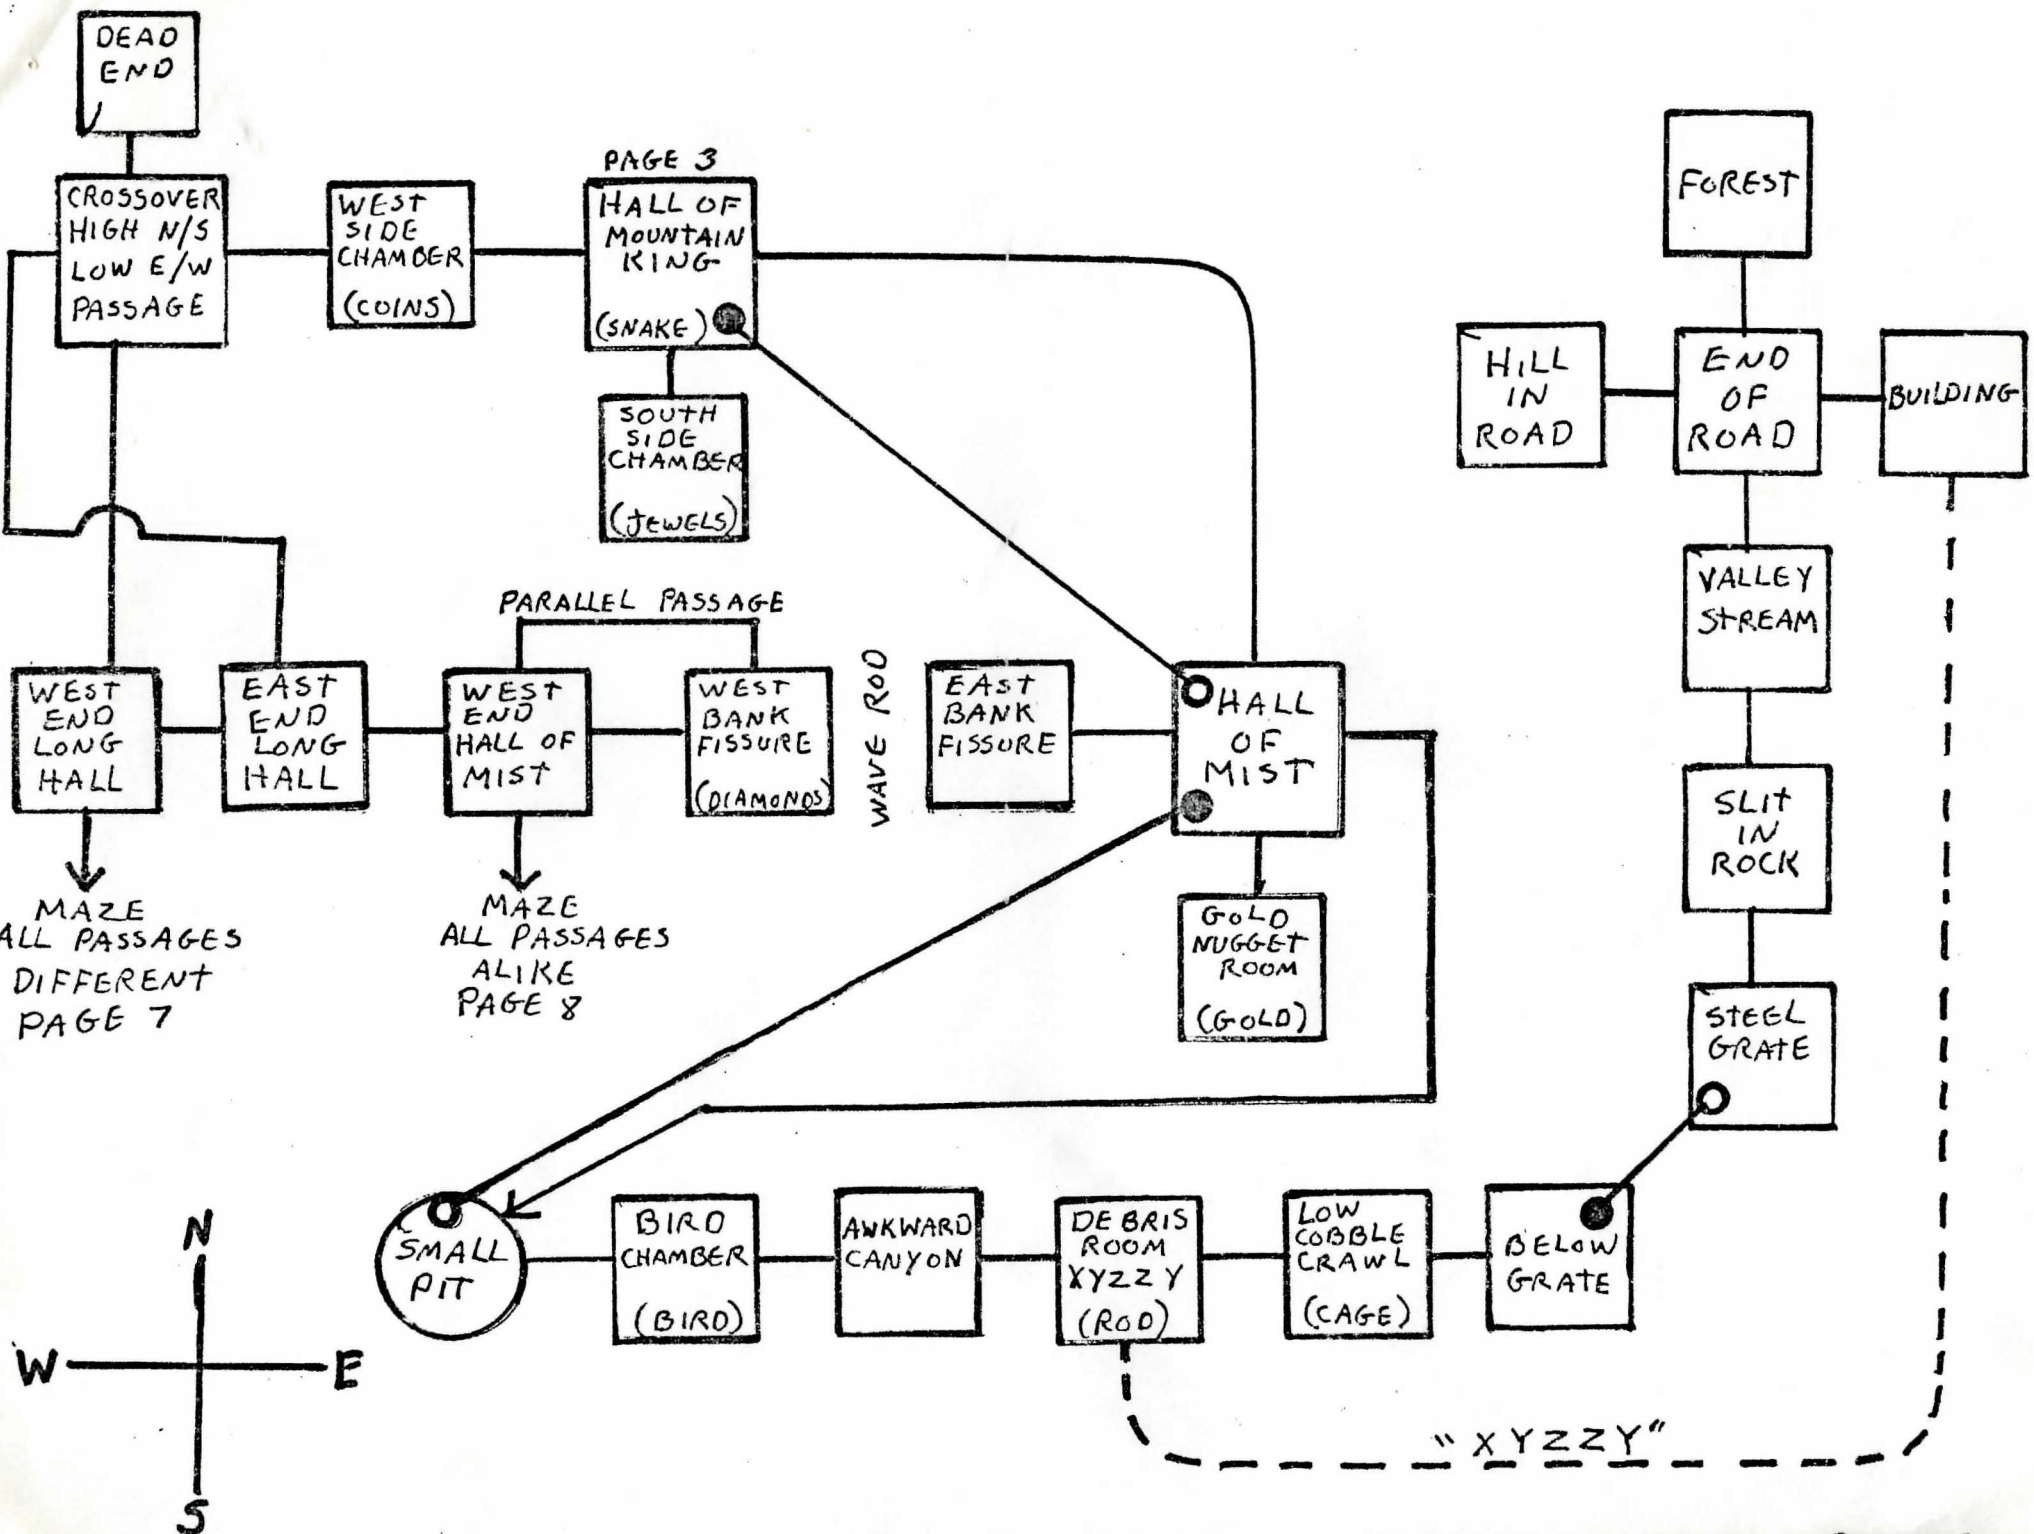 DEAD
END
CROSSOVER
HIGH N/S
LOW E/W
PASSAGE
WEST
SIDE
CHAMBER
(COINS)
PAGE 3
HALL OF
MOUNTAIN
KING
(SNAKE)
SOUTH
SIDE
CHAMBER
(JEWELS)
FOREST
HILL
IN
ROAD
END
OF
ROAD
BUILDING
VALLEY
STREAM
SLIT
IN
ROCK
STEEL
GRATE
PARALLEL PASSAGE
WEST
END
LONG
HALL
EAST
END
LONG
HALL
WEST
END
HALL OF
MIST
WEST
BANK
FISSURE
(DIAMONDS)
WAVE ROD
EAST
BANK
FISSURE
HALL
OF
MIST
GOLD
NUGGET
ROOM
(GOLD)
MAZE
ALL PASSAGES
DIFFERENT
PAGE 7
MAZE
ALL PASSAGES
ALIKE
PAGE 8
SMALL
PIT
BIRD
CHAMBER
(BIRD)
AWKWARD
CANYON
DEBRIS
ROOM
XYZZY
(ROD)
LOW
COBBLE
CRAWL
(CAGE)
BELOW
GRATE
"XYZZY"
N
W E
S